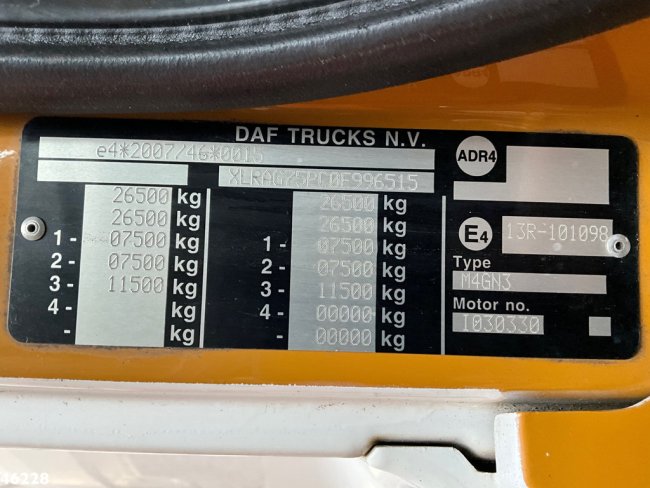 DAF TRUCKS N.V.
e4*2007/46*0015
XLRAG75PC0E996515
ADR4
26500 kg 26500 kg
26500 kg 26500 kg
1 - 07500 kg 1 - 07500 kg
2 - 07500 kg 2 - 07500 kg
3 - 11500 kg 3 - 11500 kg
4 - kg 4 - 00000 kg
- kg - 00000 kg
E4 13R-101098
Type
M4GN3
Motor no.
I030330
16228